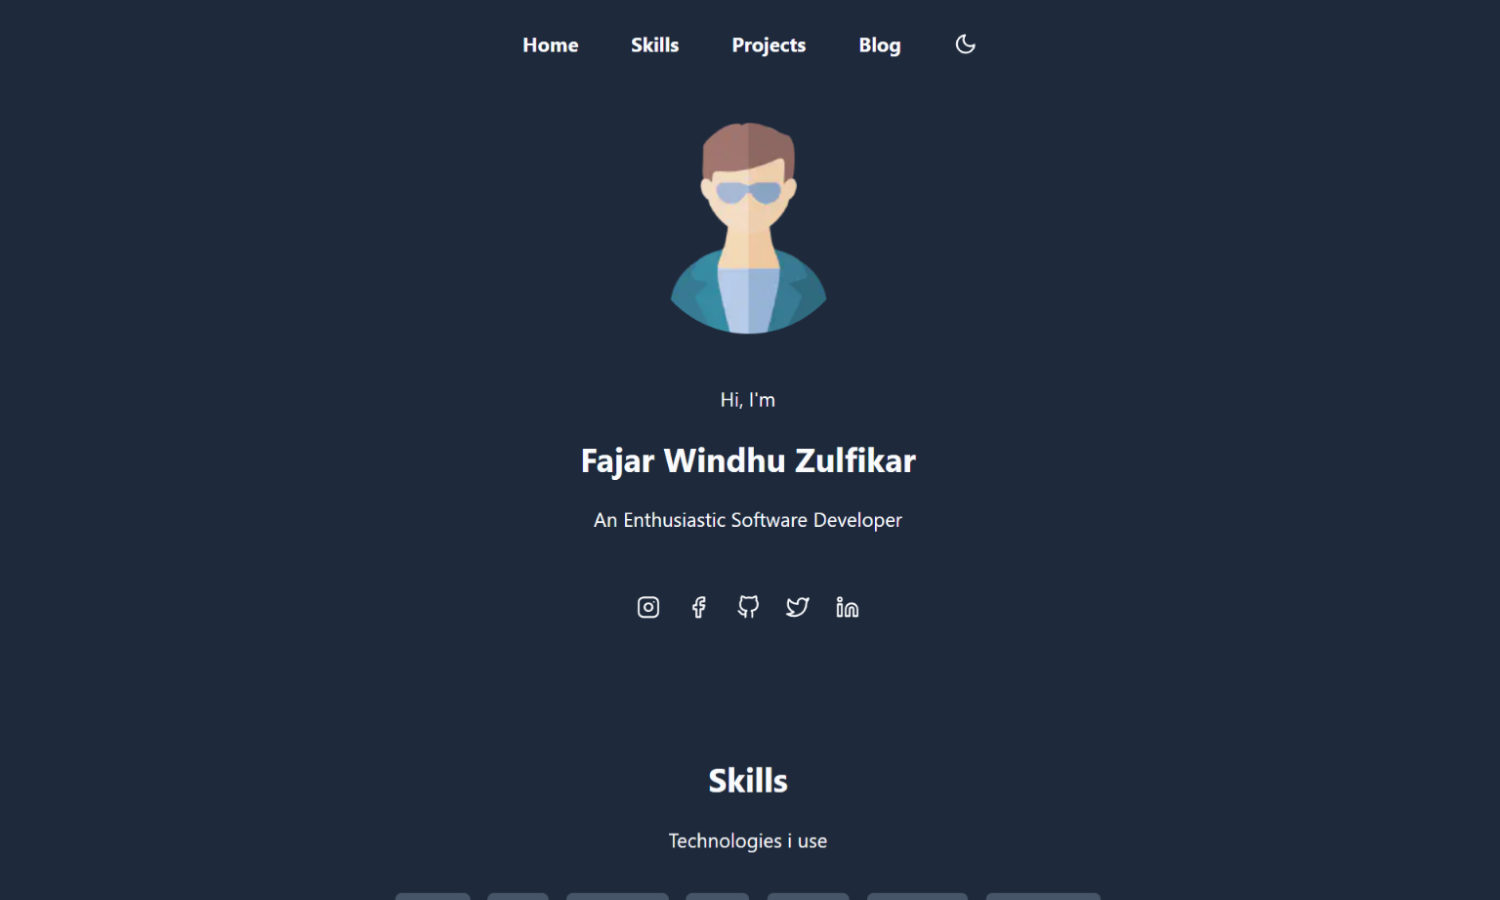 Home Skills Projects Blog
Hi, I'm
Fajar Windhu Zulfikar
An Enthusiastic Software Developer
Skills
Technologies i use